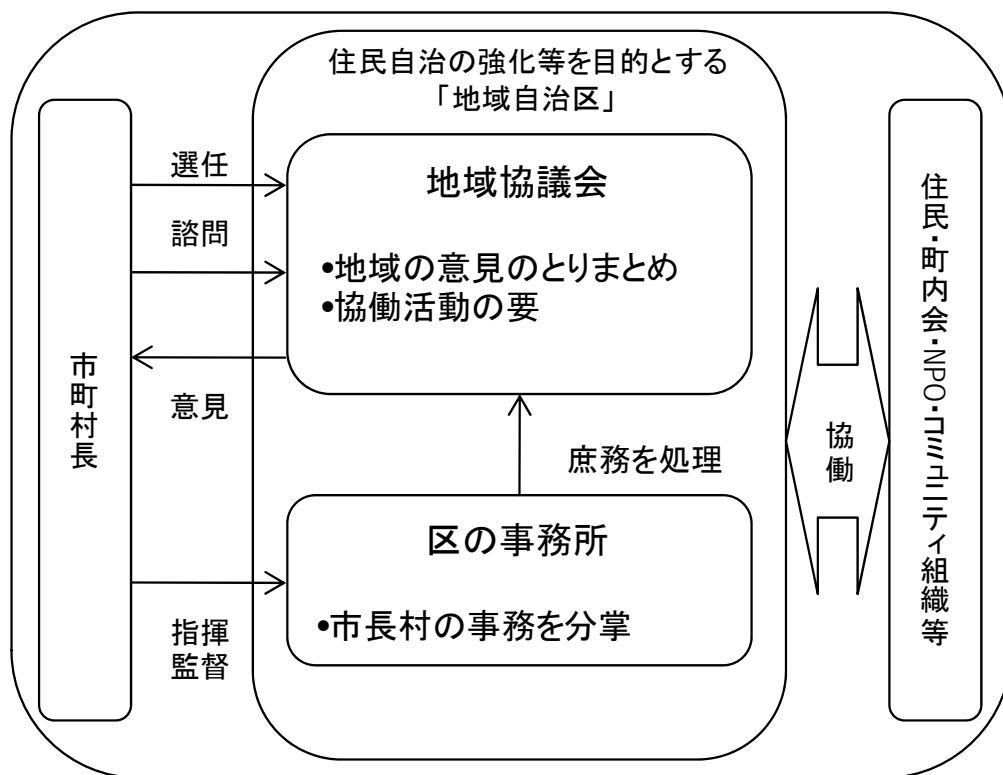 住民自治の強化等を目的とする
「地域自治区」
市町村長
選任
諮問
意見
指揮
監督
地域協議会
•地域の意見のとりまとめ
•協働活動の要
庶務を処理
区の事務所
•市長村の事務を分掌
協働
住民・町内会・NPO・コミュニティ組織等